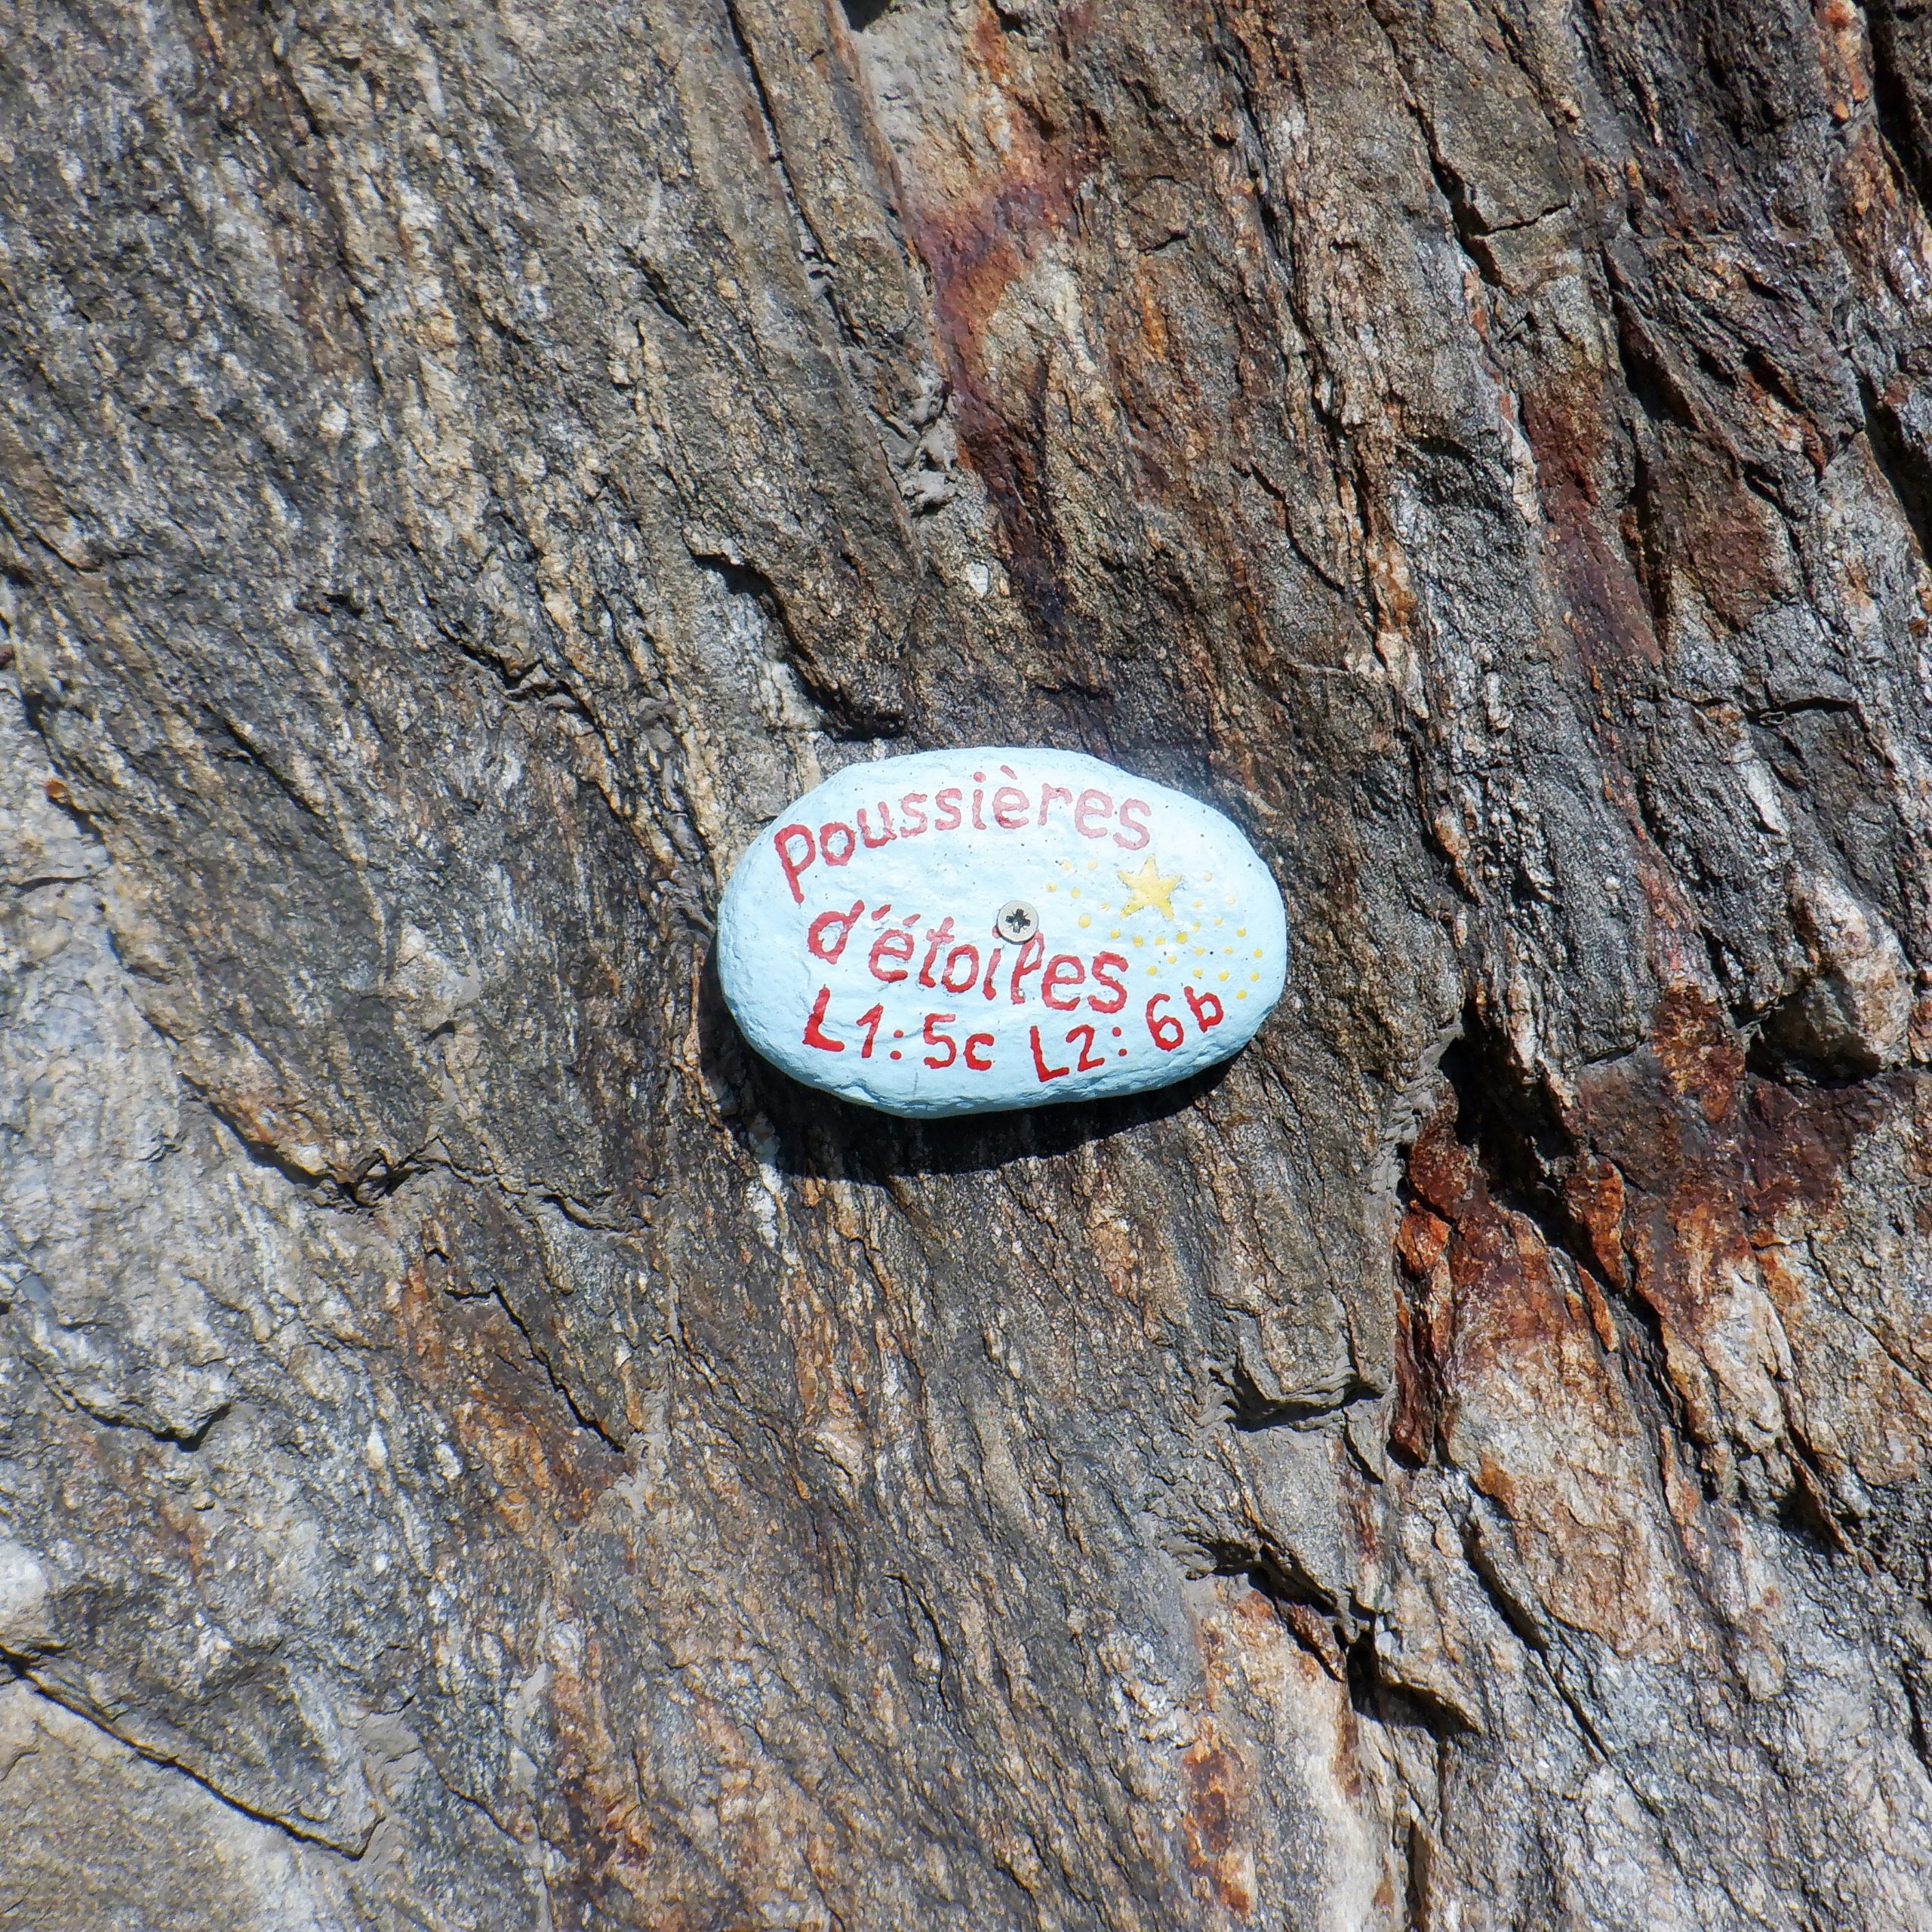 Poussières
d'étoiles
L1: 5c L2: 6b